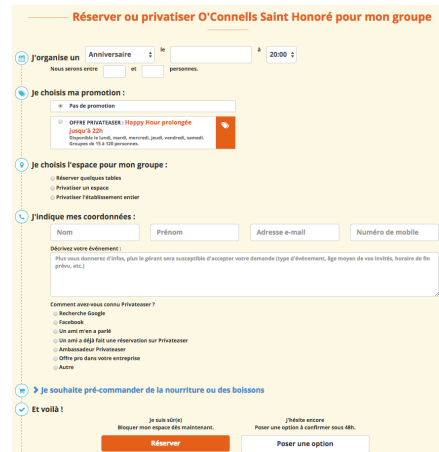 Réserver ou privatiser O'Connells Saint Honoré pour mon groupe
J'organise un Anniversaire le à 20:00
Nous serons entre et personnes.
Je choisis ma promotion :
Pas de promotion
OFFRE PRIVATEASER : Happy Hour prolongée
jusqu'à 22h
Disponible le lundi, mardi, mercredi, jeudi, vendredi, samedi.
Groupes de 15 à 120 personnes.
Je choisis l'espace pour mon groupe :
Réserver quelques tables
Privatiser un espace
Privatiser l'établissement entier
J'indique mes coordonnées :
Nom Prénom Adresse e-mail Numéro de mobile
Décrivez votre événement :
Plus vous donnerez d'infos, plus le gérant sera susceptible d'accepter votre demande (type d'événement, âge moyen de vos invités, horaire de fin
prévu, etc.)
Comment avez-vous connu Privateaser ?
Recherche Google
Facebook
Un ami m'en a parlé
Un ami a déjà fait une réservation sur Privateaser
Ambassadeur Privateaser
Offre pro dans votre entreprise
Autre
Je souhaite pré-commander de la nourriture ou des boissons
Et voilà !
Je suis sûr(e) J'hésite encore
Bloquer mon espace dès maintenant. Poser une option à confirmer sous 48h.
Réserver Poser une option